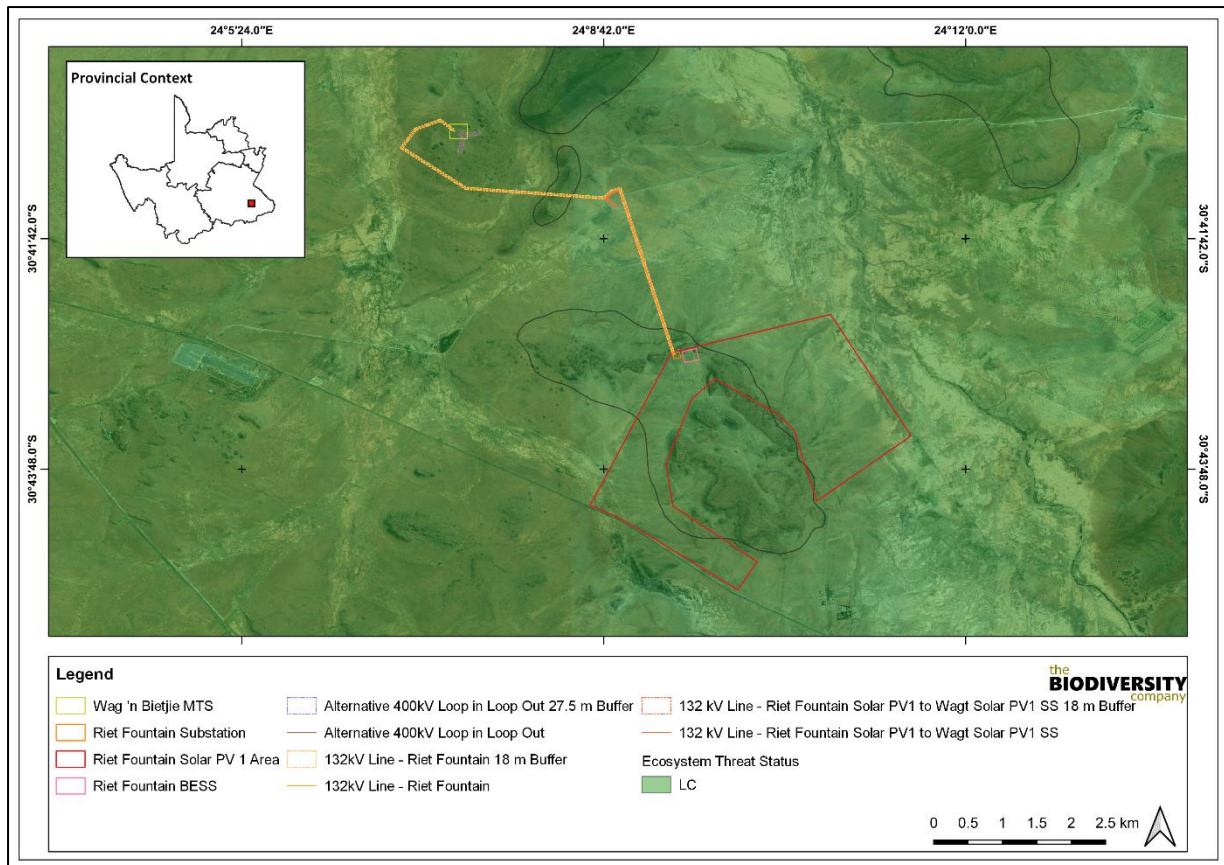 24°5'24.0"E
24°8'42.0"E
24°12'0.0"E
Provincial Context
30°41'42.0"S
30°41'42.0"S
30°43'48.0"S
30°43'48.0"S
Legend
the
BIODIVERSITY
company
Wag 'n Bietjie MTS
Riet Fountain Substation
Riet Fountain Solar PV 1 Area
Riet Fountain BESS
Alternative 400kV Loop in Loop Out 27.5 m Buffer
Alternative 400kV Loop in Loop Out
132kV Line - Riet Fountain 18 m Buffer
132kV Line - Riet Fountain
132 kV Line - Riet Fountain Solar PV1 to Wagt Solar PV1 SS 18 m Buffer
132 kV Line - Riet Fountain Solar PV1 to Wagt Solar PV1 SS
Ecosystem Threat Status
LC
0 0.5 1 1.5 2 2.5 km